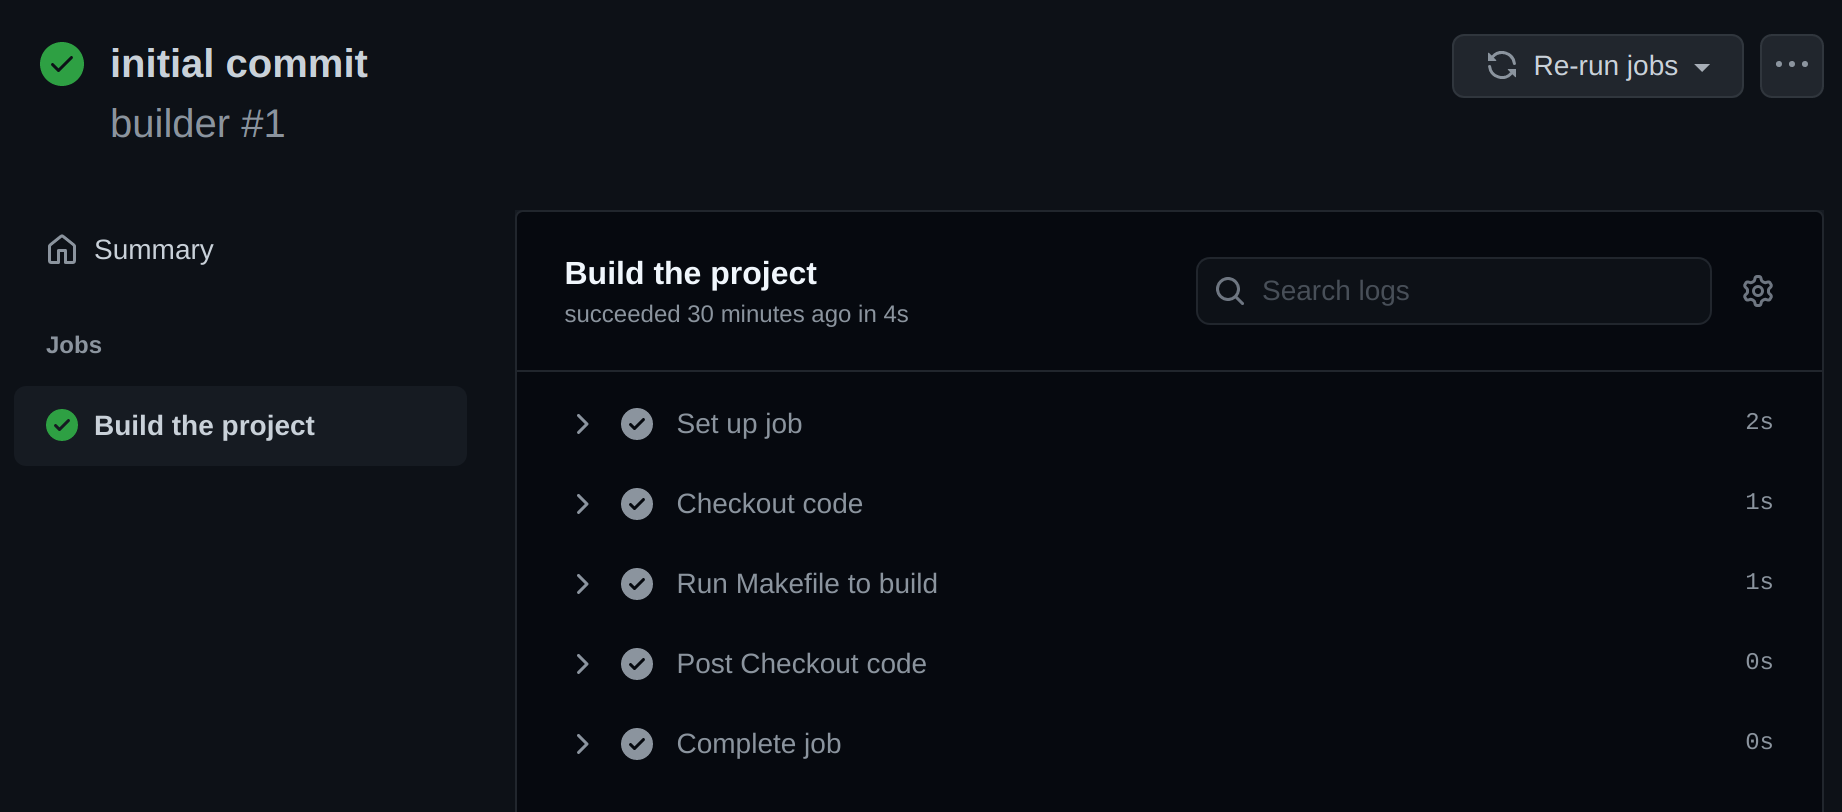 initial commit
builder #1
Re-run jobs
Summary
Jobs
Build the project
Build the project
succeeded 30 minutes ago in 4s
Search logs
Set up job 2s
Checkout code 1s
Run Makefile to build 1s
Post Checkout code 0s
Complete job 0s